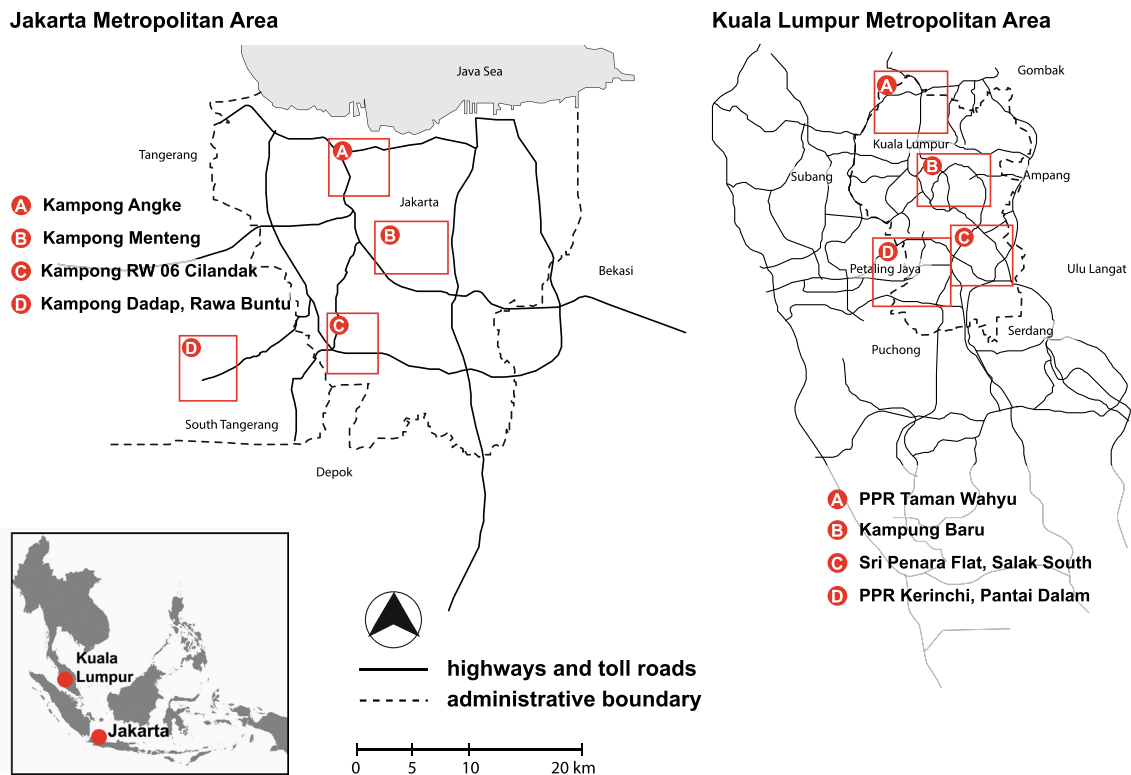 Jakarta Metropolitan Area
Java Sea
Tangerang
A
A Kampong Angke
Jakarta
B Kampong Menteng
B
C Kampong RW 06 Cilandak
Bekasi
D Kampong Dadap, Rawa Buntu
C
D
South Tangerang
Depok
Kuala Lumpur Metropolitan Area
Gombak
A
Kuala Lumpur
B
Subang
Ampang
C
D
Petaling Jaya
Ulu Langat
Serdang
Puchong
A PPR Taman Wahyu
B Kampung Baru
C Sri Penara Flat, Salak South
D PPR Kerinchi, Pantai Dalam
Kuala
Lumpur
Jakarta
highways and toll roads
administrative boundary
0 5 10 20 km